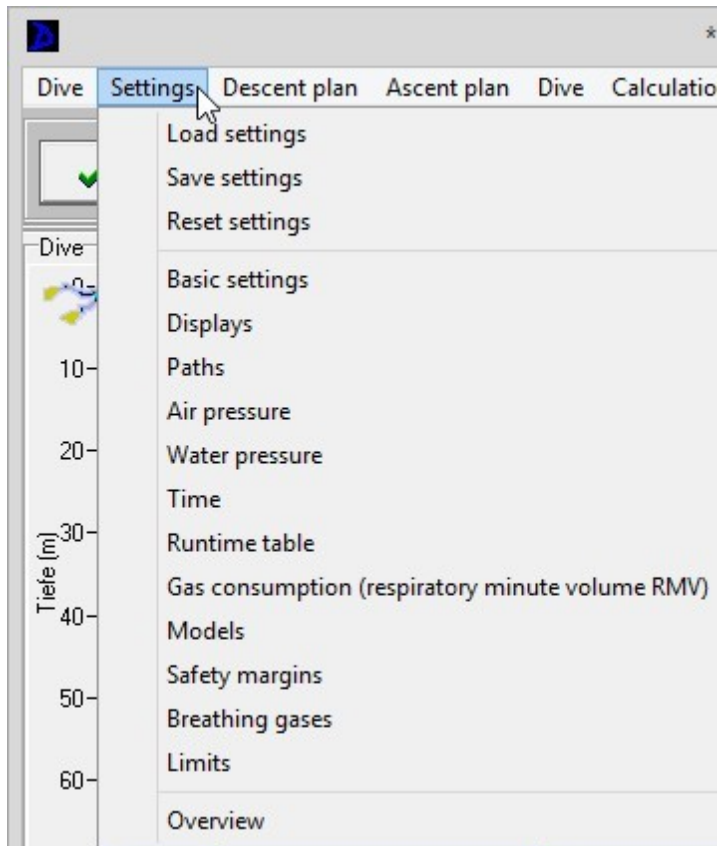 *
Dive Settings Descent plan Ascent plan Dive Calculatio
Load settings
Save settings
Reset settings
Dive
Basic settings
0
Displays
10
Paths
Air pressure
20
Water pressure
Time
30
Runtime table
Tiefe (m)
Gas consumption (respiratory minute volume RMV)
40
Models
Safety margins
50
Breathing gases
Limits
60
Overview